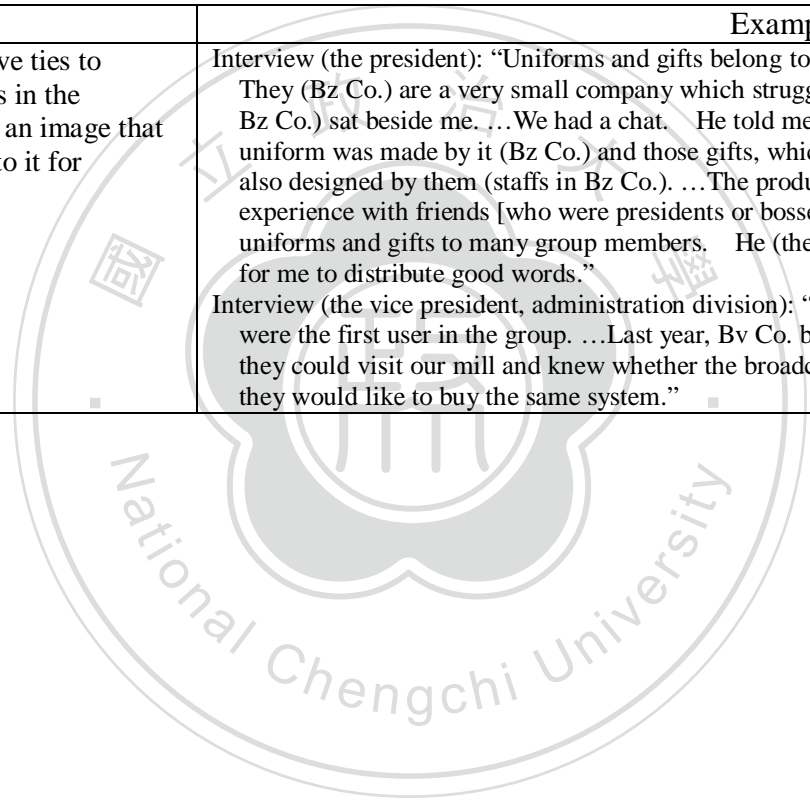 Examp
ve ties to
s in the
an image that
to it for
Interview (the president): “Uniforms and gifts belong to
They (Bz Co.) are a very small company which strugg
Bz Co.) sat beside me. …We had a chat. He told me
uniform was made by it (Bz Co.) and those gifts, whic
also designed by them (staffs in Bz Co.). …The produ
experience with friends [who were presidents or bosse
uniforms and gifts to many group members. He (the
for me to distribute good words.”
Interview (the vice president, administration division): “
were the first user in the group. …Last year, Bv Co. b
they could visit our mill and knew whether the broadc
they would like to buy the same system.”
國立政治大學
National Chengchi University